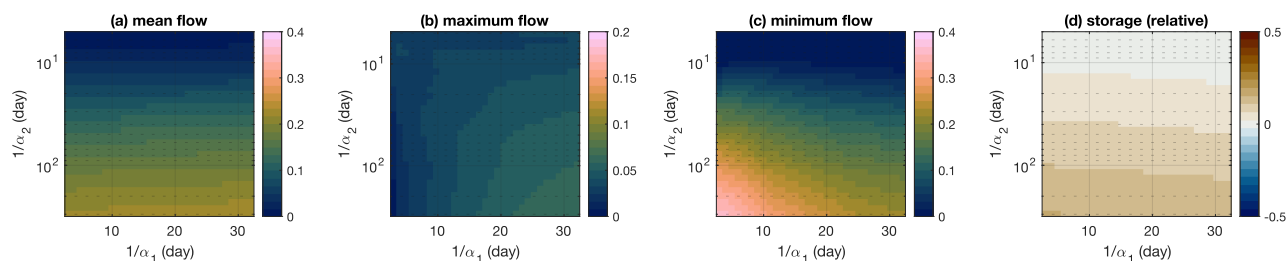 (a) mean flow
10¹
10²
1/α₂ (day)
10 20 30
1/α₁ (day)
0.4
0.3
0.2
0.1
0
(b) maximum flow
10¹
10²
1/α₂ (day)
10 20 30
1/α₁ (day)
0.2
0.15
0.1
0.05
0
(c) minimum flow
10¹
10²
1/α₂ (day)
10 20 30
1/α₁ (day)
0.4
0.3
0.2
0.1
0
(d) storage (relative)
10¹
10²
1/α₂ (day)
10 20 30
1/α₁ (day)
0.5
0
-0.5